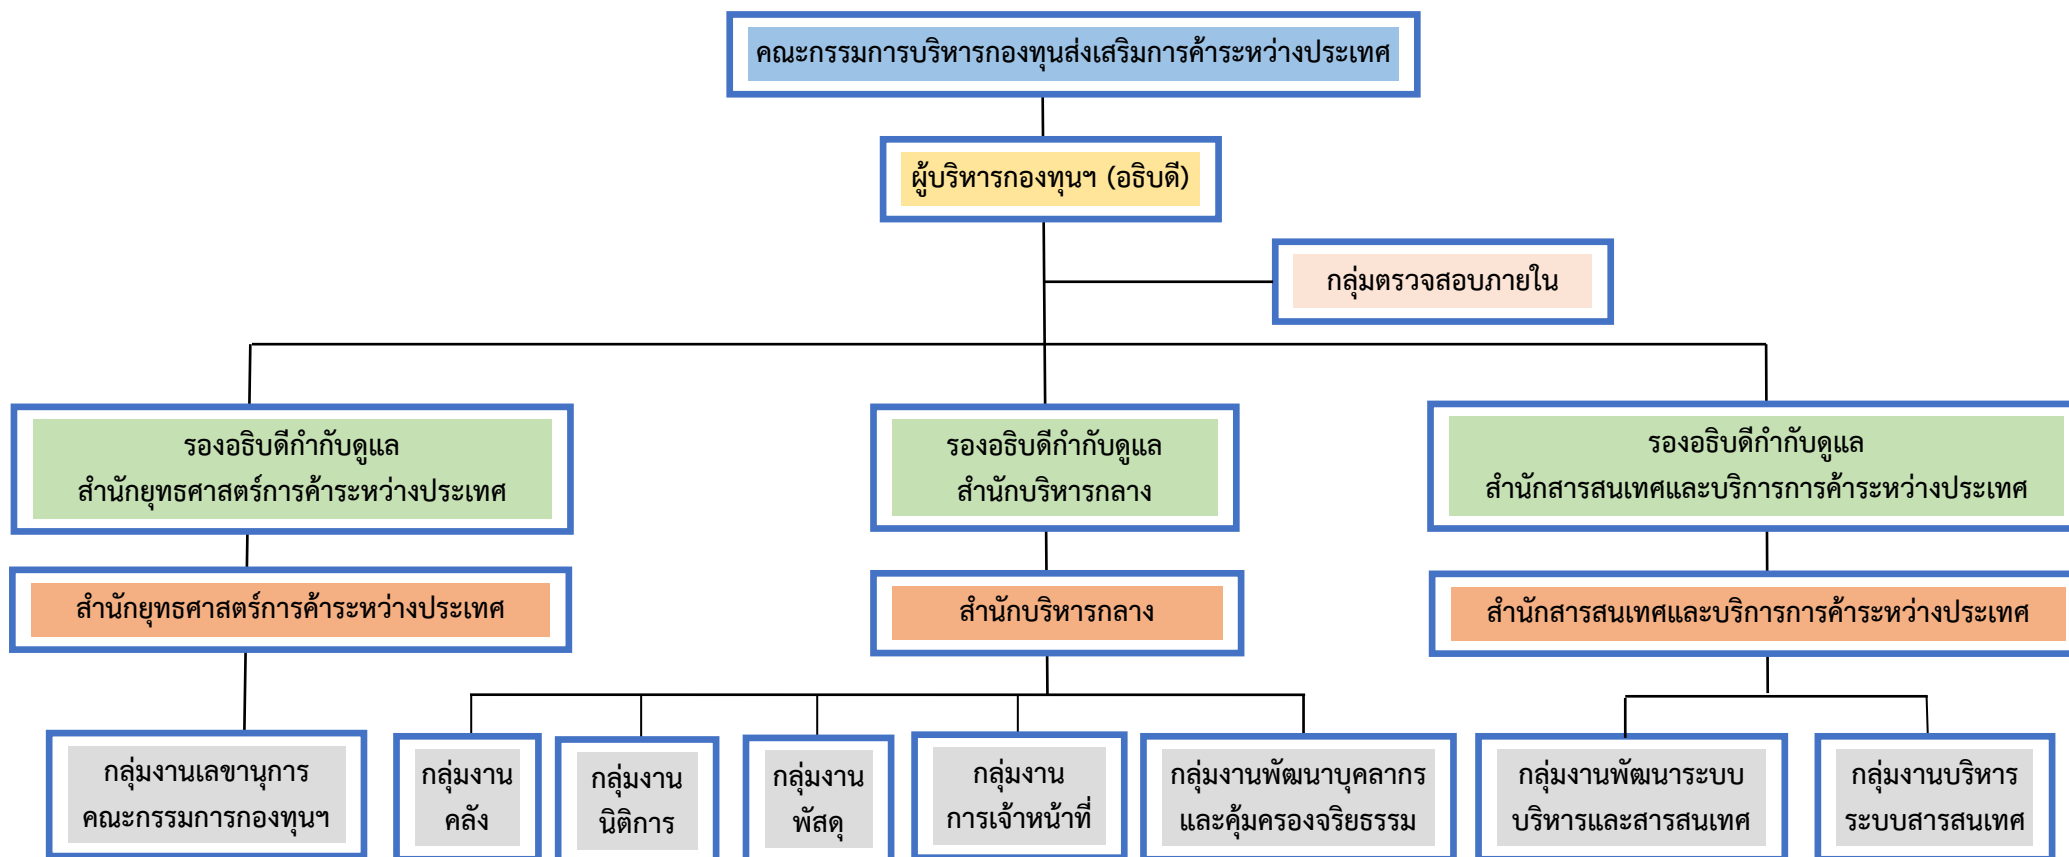 คณะกรรมการบริหารกองทุนส่งเสริมการค้าระหว่างประเทศ
ผู้บริหารกองทุนฯ (อธิบดี)
กลุ่มตรวจสอบภายใน
รองอธิบดีกำกับดูแล
สำนักยุทธศาสตร์การค้าระหว่างประเทศ
รองอธิบดีกำกับดูแล
สำนักบริหารกลาง
รองอธิบดีกำกับดูแล
สำนักสารสนเทศและบริการการค้าระหว่างประเทศ
สำนักยุทธศาสตร์การค้าระหว่างประเทศ
สำนักบริหารกลาง
สำนักสารสนเทศและบริการการค้าระหว่างประเทศ
กลุ่มงานเลขานุการ
คณะกรรมการกองทุนฯ
กลุ่มงาน
คลัง
กลุ่มงาน
นิติการ
กลุ่มงาน
พัสดุ
กลุ่มงาน
การเจ้าหน้าที่
กลุ่มงานพัฒนาบุคลากร
และคุ้มครองจริยธรรม
กลุ่มงานพัฒนาระบบ
บริหารและสารสนเทศ
กลุ่มงานบริหาร
ระบบสารสนเทศ